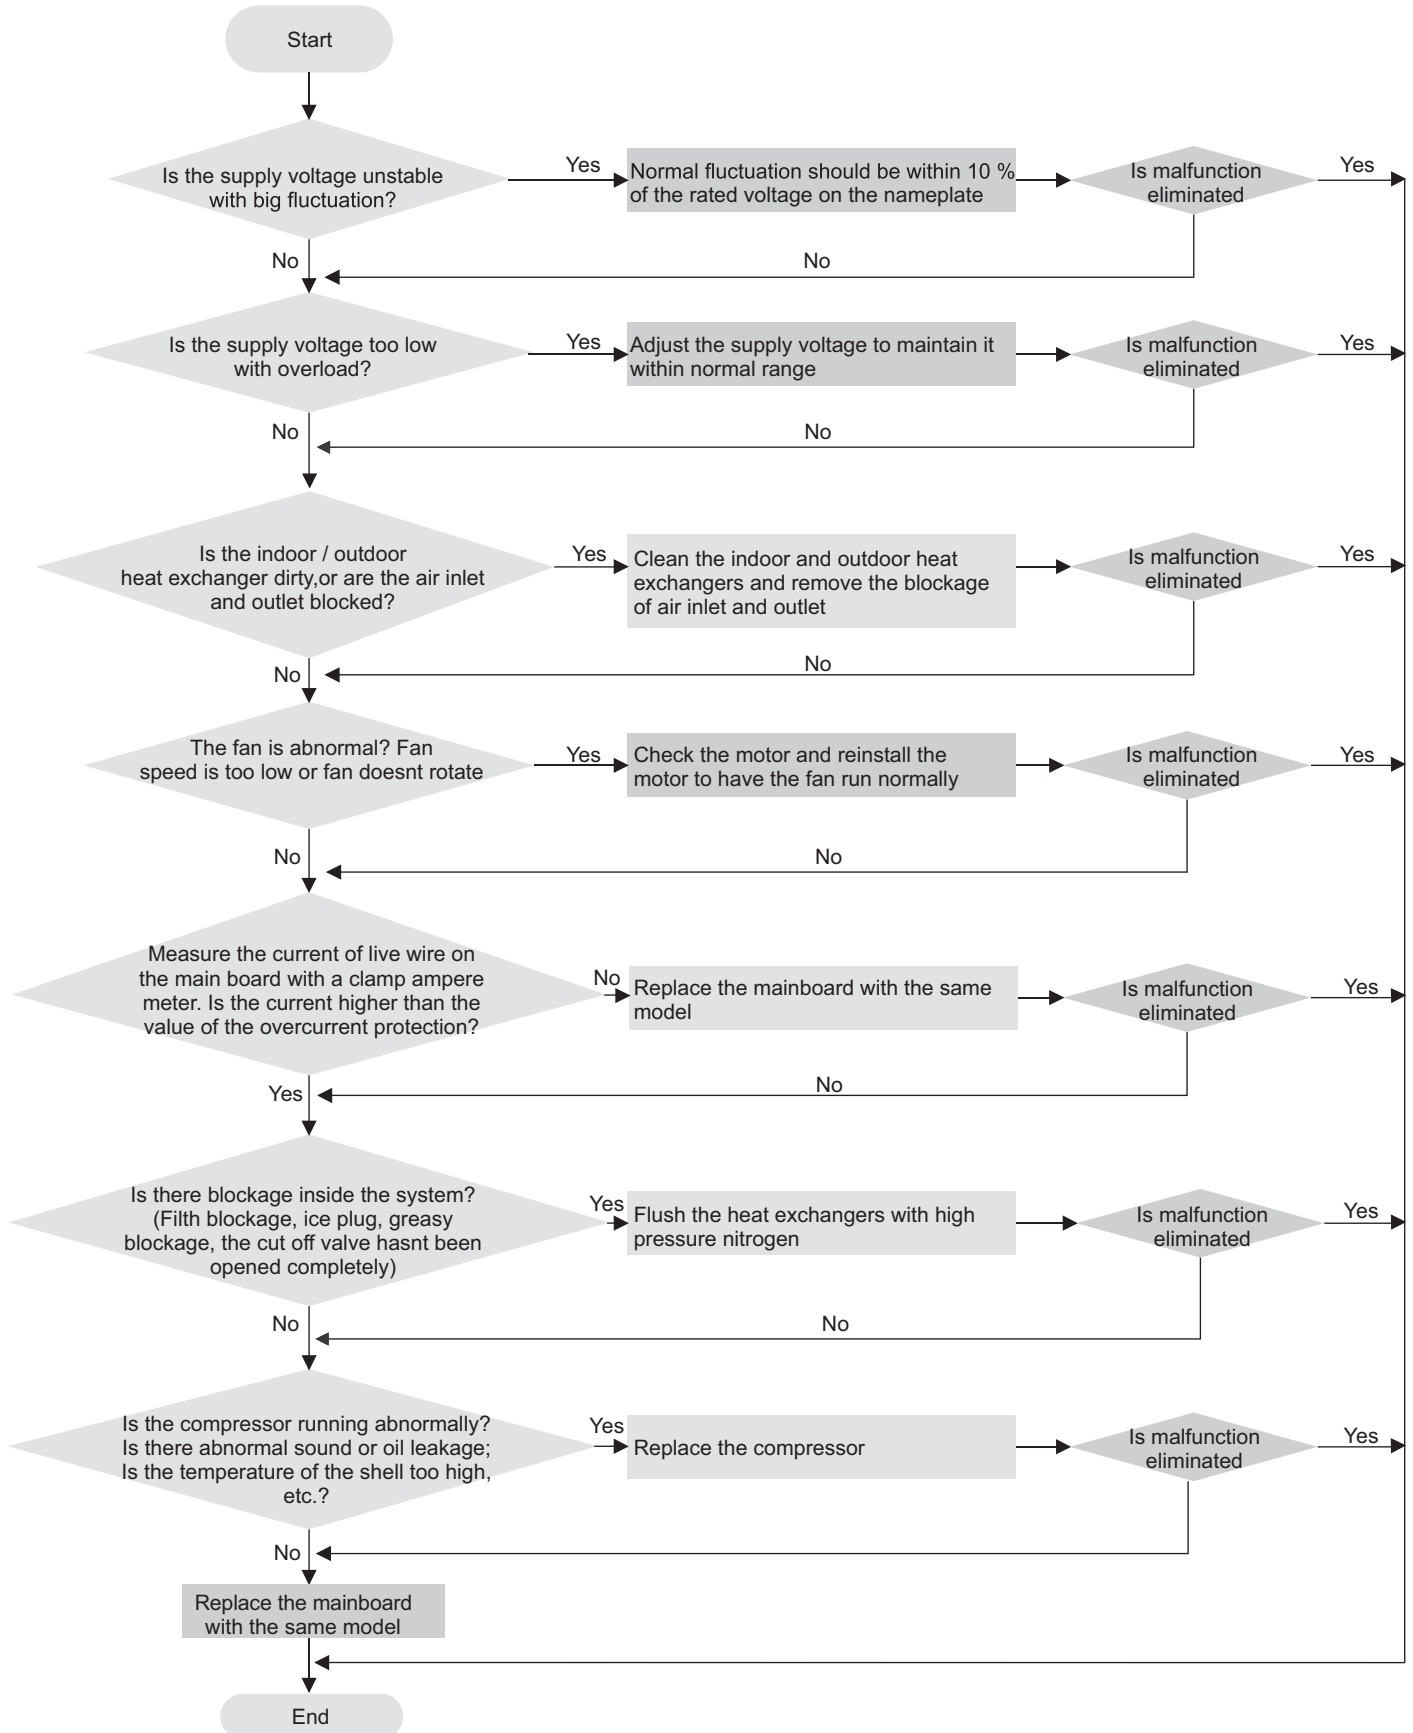 Start
Is the supply voltage unstable
with big fluctuation?
Yes
Normal fluctuation should be within 10 %
of the rated voltage on the nameplate
Is malfunction
eliminated
Yes
No
No
Is the supply voltage too low
with overload?
Yes
Adjust the supply voltage to maintain it
within normal range
Is malfunction
eliminated
Yes
No
No
Is the indoor / outdoor
heat exchanger dirty,or are the air inlet
and outlet blocked?
Yes
Clean the indoor and outdoor heat
exchangers and remove the blockage
of air inlet and outlet
Is malfunction
eliminated
Yes
No
No
The fan is abnormal? Fan
speed is too low or fan doesnt rotate
Yes
Check the motor and reinstall the
motor to have the fan run normally
Is malfunction
eliminated
Yes
No
No
Measure the current of live wire on
the main board with a clamp ampere
meter. Is the current higher than the
value of the overcurrent protection?
No
Replace the mainboard with the same
model
Is malfunction
eliminated
Yes
Yes
No
Is there blockage inside the system?
(Filth blockage, ice plug, greasy
blockage, the cut off valve hasnt been
opened completely)
Yes
Flush the heat exchangers with high
pressure nitrogen
Is malfunction
eliminated
Yes
No
No
Is the compressor running abnormally?
Is there abnormal sound or oil leakage;
Is the temperature of the shell too high,
etc.?
Yes
Replace the compressor
Is malfunction
eliminated
Yes
No
Replace the mainboard
with the same model
End